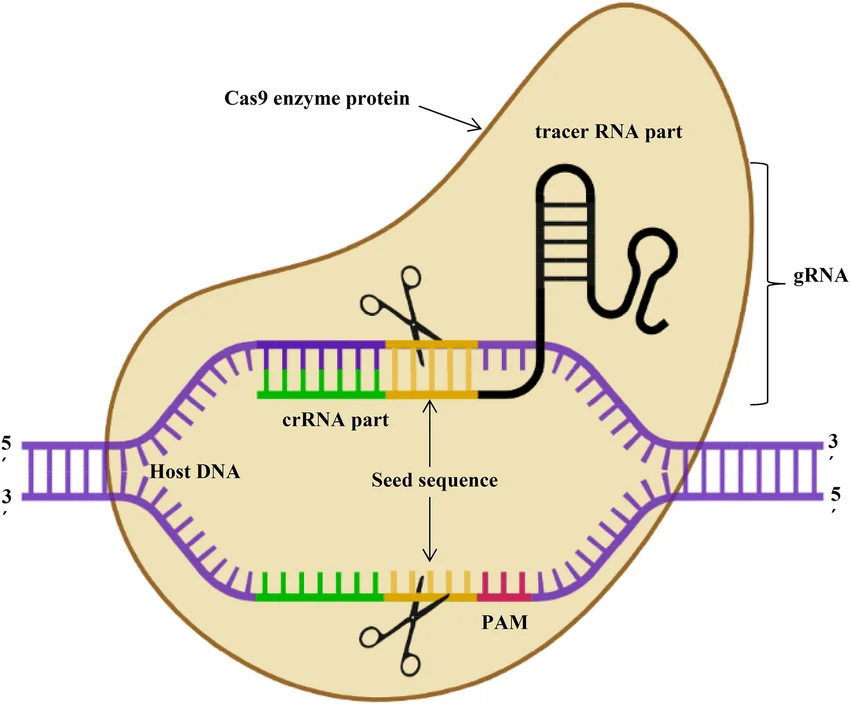 Cas9 enzyme protein
tracer RNA part
gRNA
crRNA part
5´
3´
Host DNA
Seed sequence
3´
5´
PAM